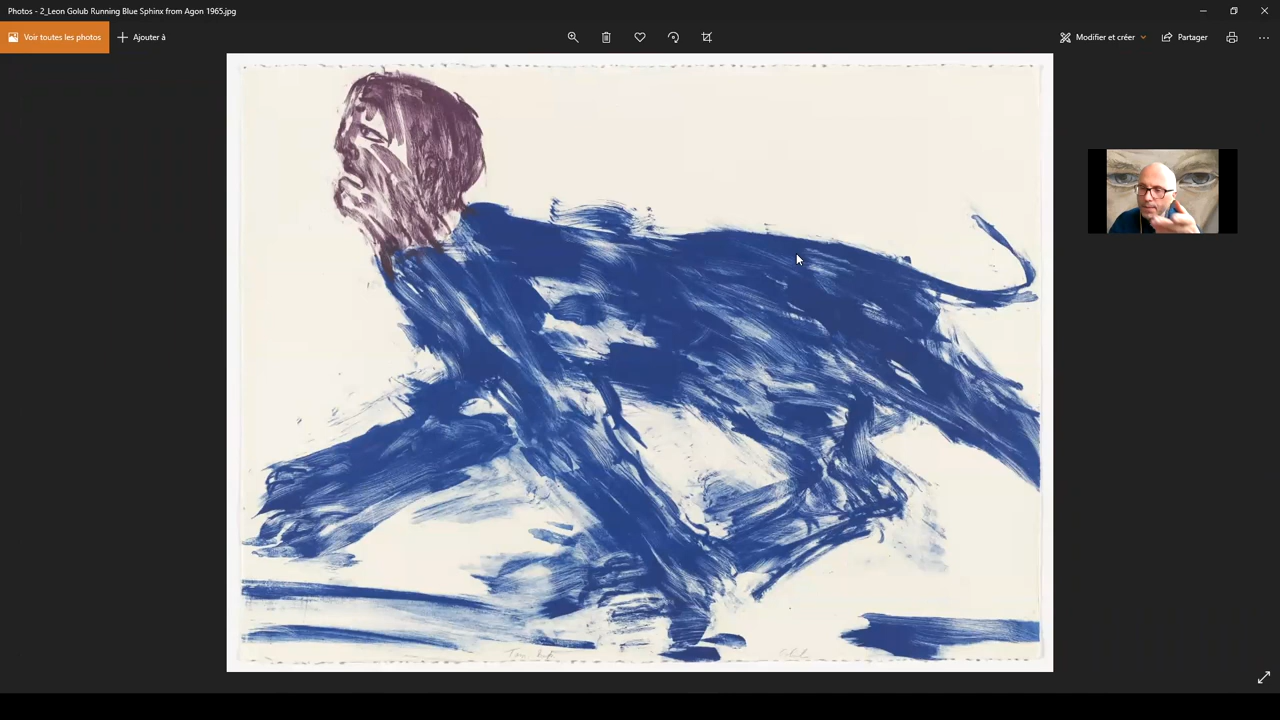 Photos - 2_Leon Golub Running Blue Sphinx from Agon 1965.jpg
Voir toutes les photos
Ajouter à
Modifier et créer
Partager